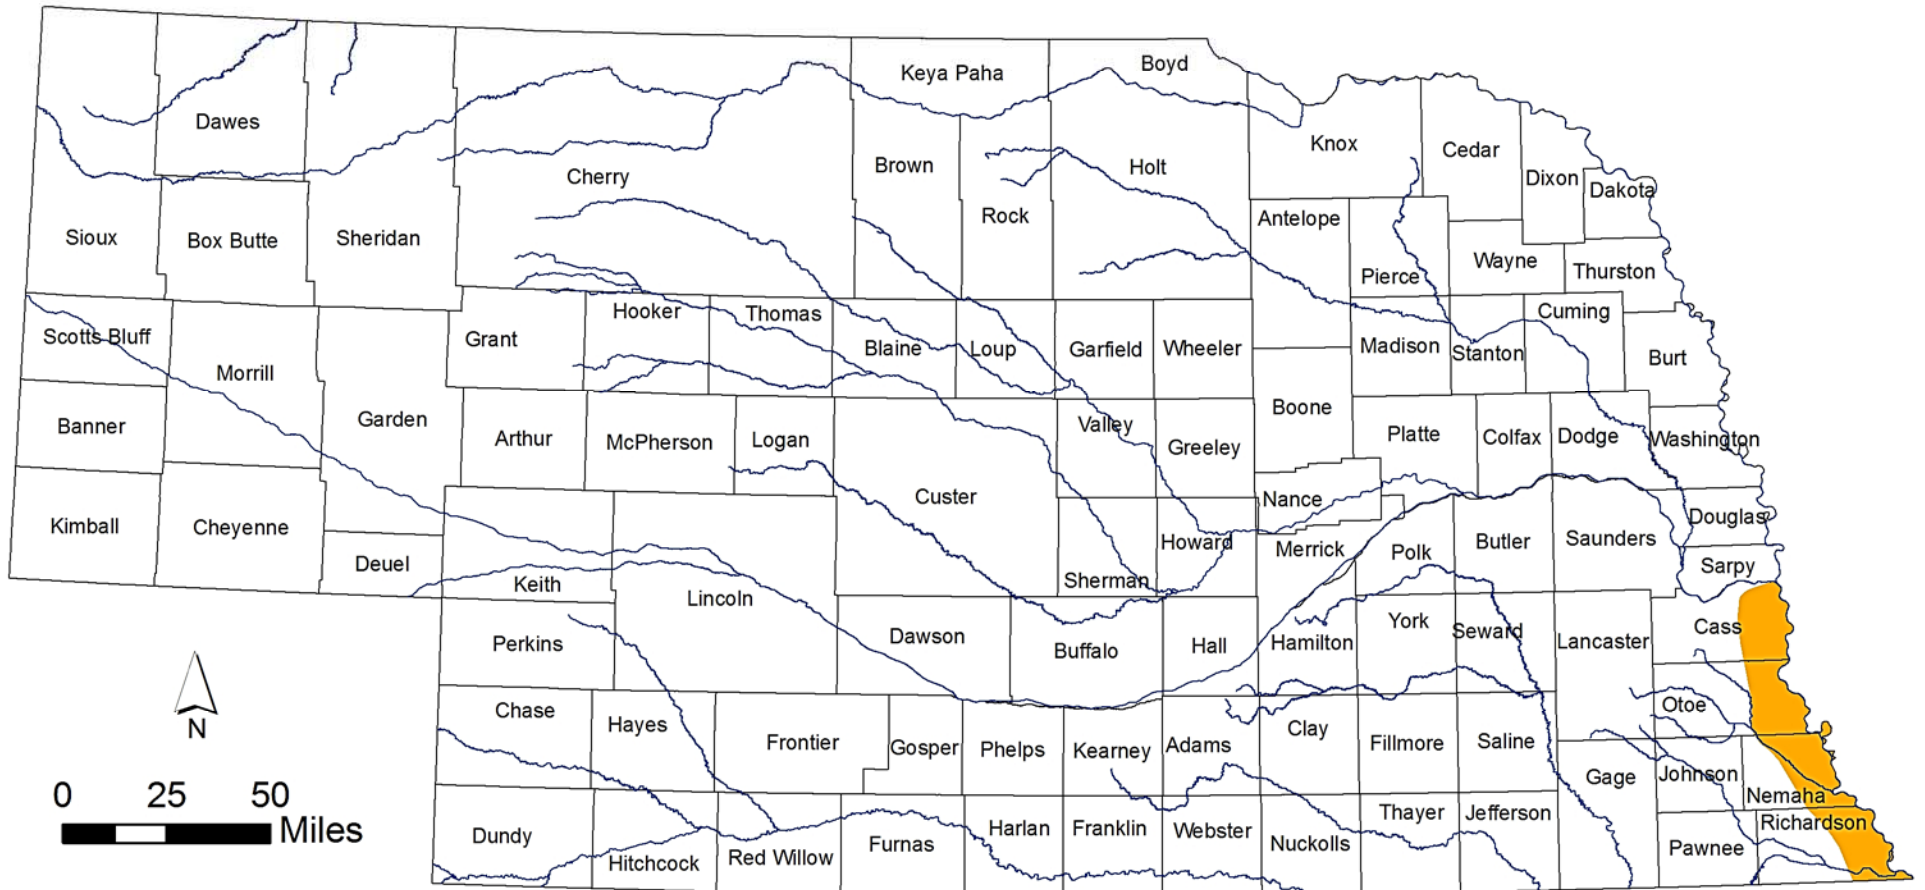 Keya Paha
Boyd
Dawes
Knox
Cedar
Cherry
Brown
Holt
Dixon
Dakota
Sioux
Box Butte
Sheridan
Rock
Antelope
Pierce
Wayne
Thurston
Scotts Bluff
Grant
Hooker
Thomas
Cuming
Morrill
Blaine
Loup
Garfield
Wheeler
Madison
Stanton
Burt
Banner
Garden
Arthur
McPherson
Logan
Valley
Greeley
Boone
Platte
Colfax
Dodge
Washington
Kimball
Cheyenne
Custer
Nance
Douglas
Deuel
Keith
Lincoln
Sherman
Howard
Merrick
Polk
Butler
Saunders
Sarpy
Perkins
Dawson
Buffalo
Hall
Hamilton
York
Seward
Lancaster
Cass
N
Chase
Hayes
Frontier
Gosper
Phelps
Kearney
Adams
Clay
Fillmore
Saline
Otoe
Gage
Johnson
Nemaha
0 25 50
Miles
Dundy
Hitchcock
Red Willow
Furnas
Harlan
Franklin
Webster
Nuckolls
Thayer
Jefferson
Pawnee
Richardson